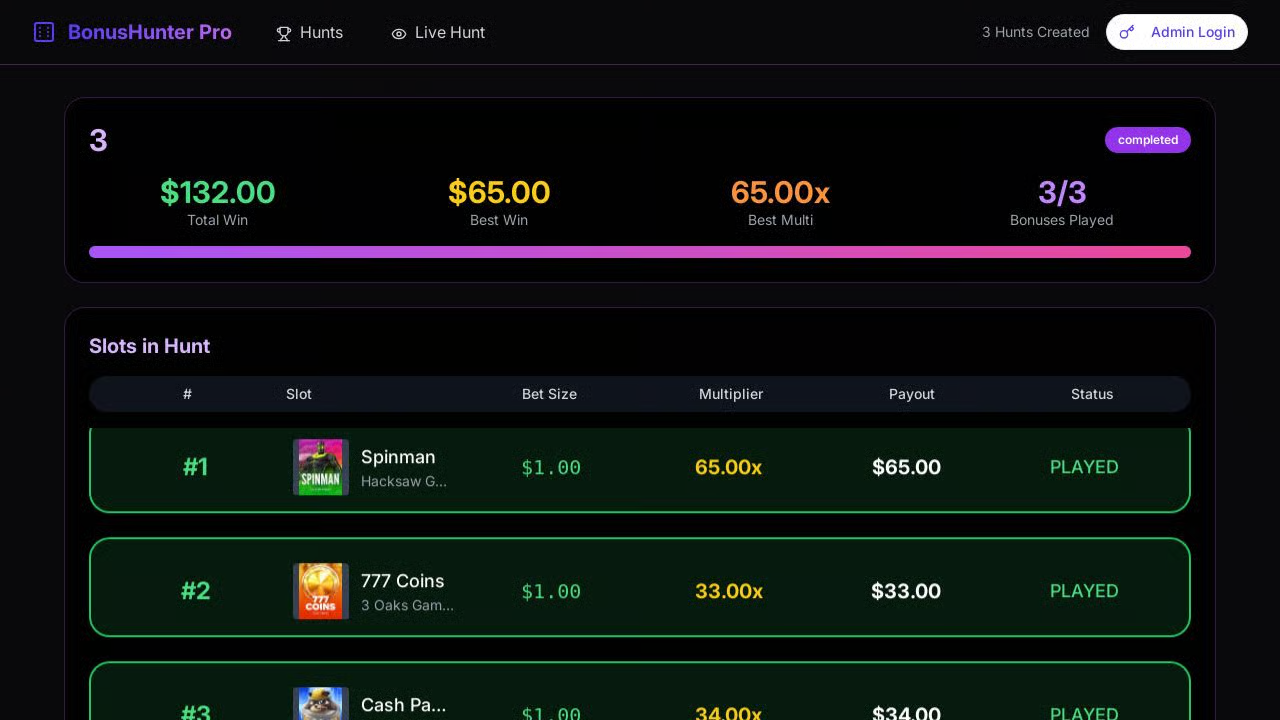 BonusHunter Pro
Hunts
Live Hunt
3 Hunts Created
Admin Login
3
completed
$132.00
$65.00
65.00x
3/3
Total Win
Best Win
Best Multi
Bonuses Played
Slots in Hunt
# Slot Bet Size Multiplier Payout Status
#1 Spinman $1.00 65.00x $65.00 PLAYED
Hacksaw G...
SPINMAN
#2 777 Coins $1.00 33.00x $33.00 PLAYED
3 Oaks Gam...
777
COINS
#3 Cash Pa... $1.00 34.00x $34.00 PLAYED